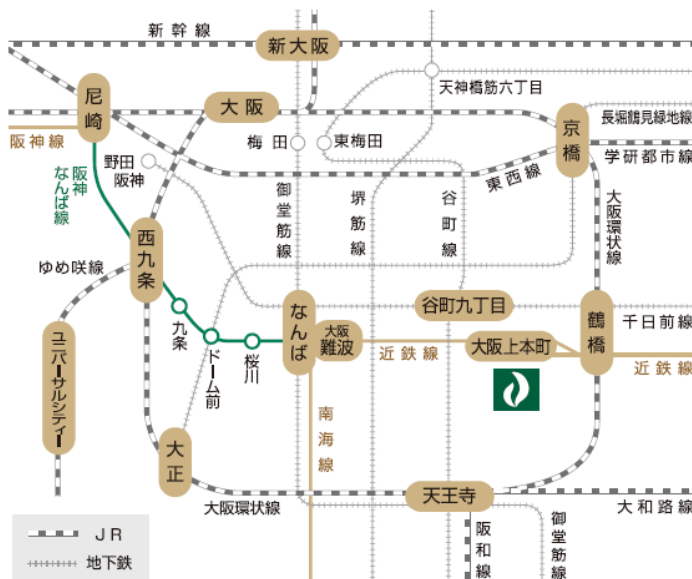 新幹線
新大阪
尼崎
大阪
天神橋筋六丁目
長堀鶴見緑地線
阪神線
梅田
東梅田
京橋
学研都市線
野田
阪神
東西線
阪神
なんば線
御堂筋線
堺筋線
谷町線
大阪環状線
西九条
ゆめ咲線
なんば
大阪
難波
谷町九丁目
鶴橋
千日前線
九条
ドーム前
桜川
近鉄線
大阪上本町
近鉄線
ユニバーサルシティー
南海線
大正
大阪環状線
天王寺
大和路線
阪和線
御堂筋線
JR
地下鉄